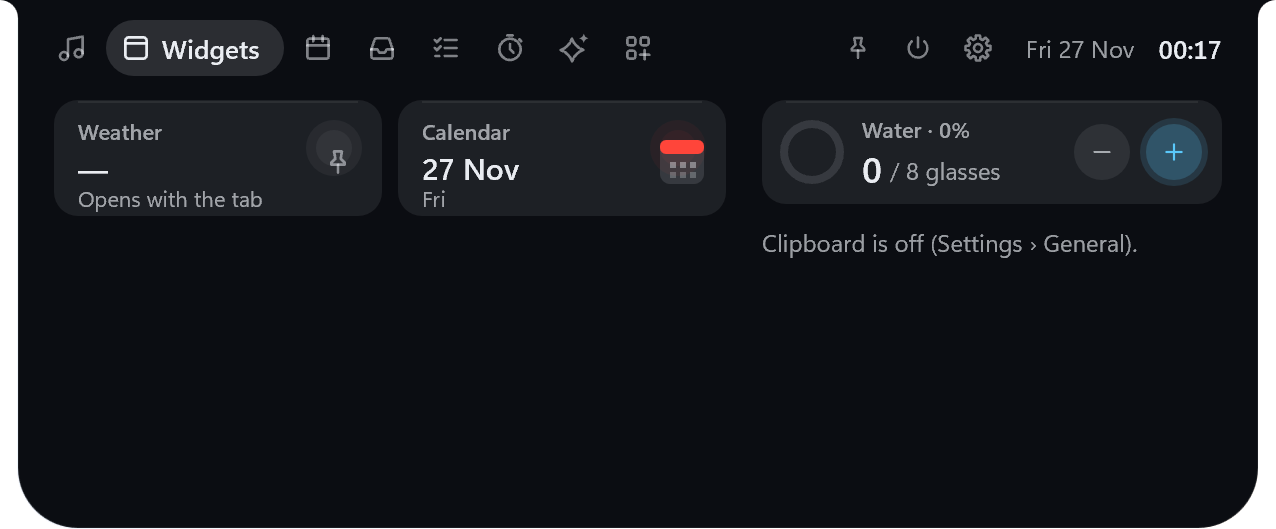 Widgets
Fri 27 Nov 00:17
Weather
—
Opens with the tab
Calendar
27 Nov
Fri
Water · 0%
0 / 8 glasses
Clipboard is off (Settings › General).